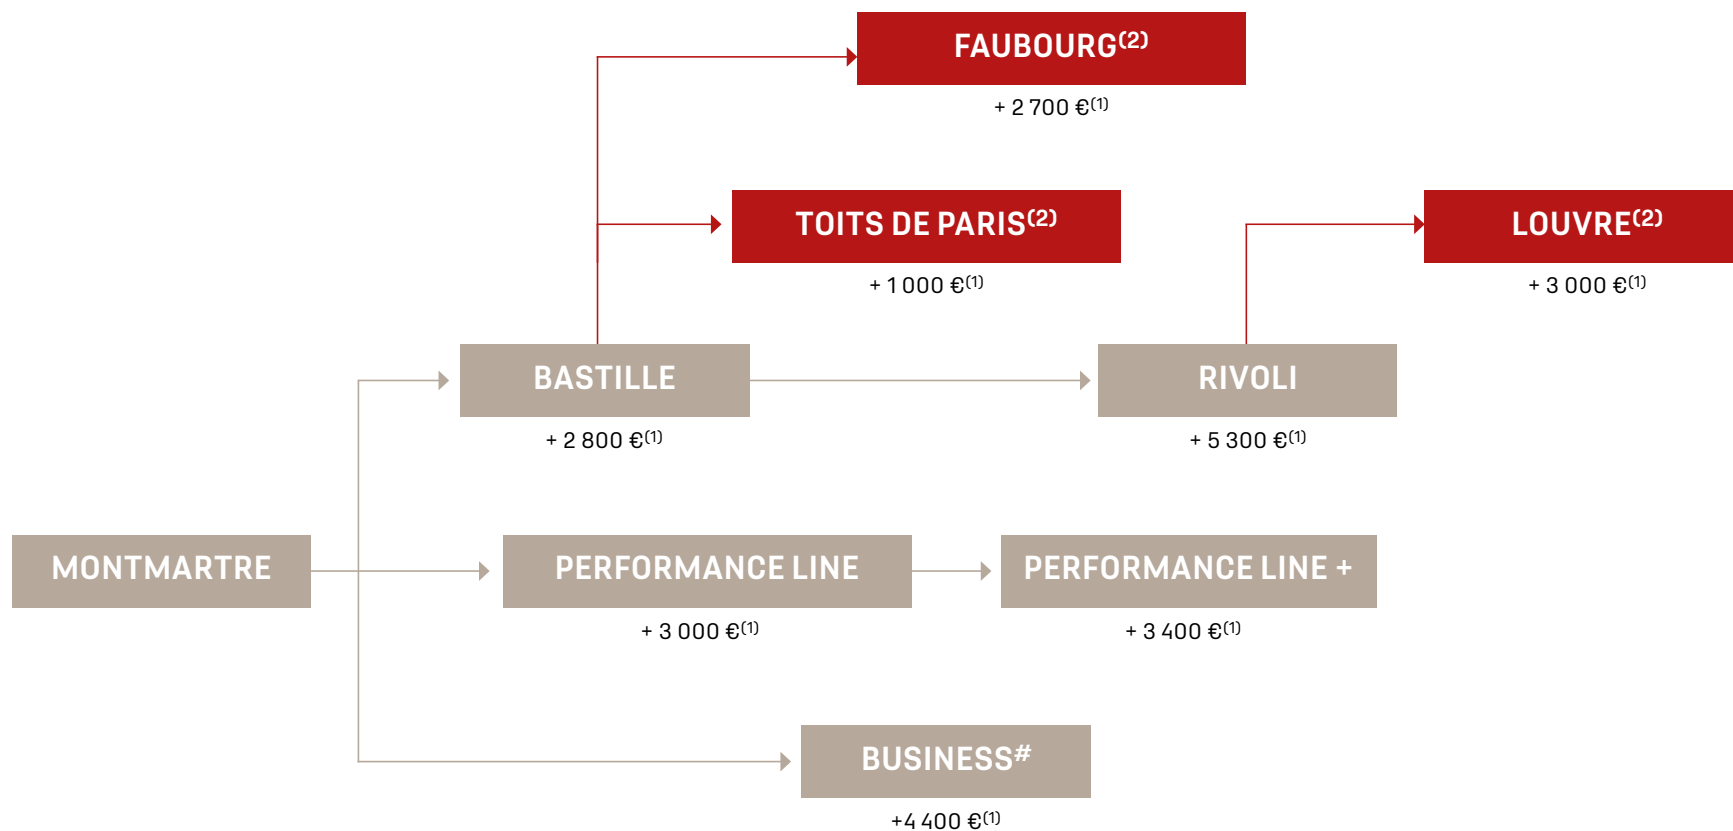 FAUBOURG(2)
+ 2 700 €(1)
TOITS DE PARIS(2)
+ 1 000 €(1)
LOUVRE(2)
+ 3 000 €(1)
BASTILLE
+ 2 800 €(1)
RIVOLI
+ 5 300 €(1)
MONTMARTRE
PERFORMANCE LINE
+ 3 000 €(1)
PERFORMANCE LINE +
+ 3 400 €(1)
BUSINESS#
+4 400 €(1)